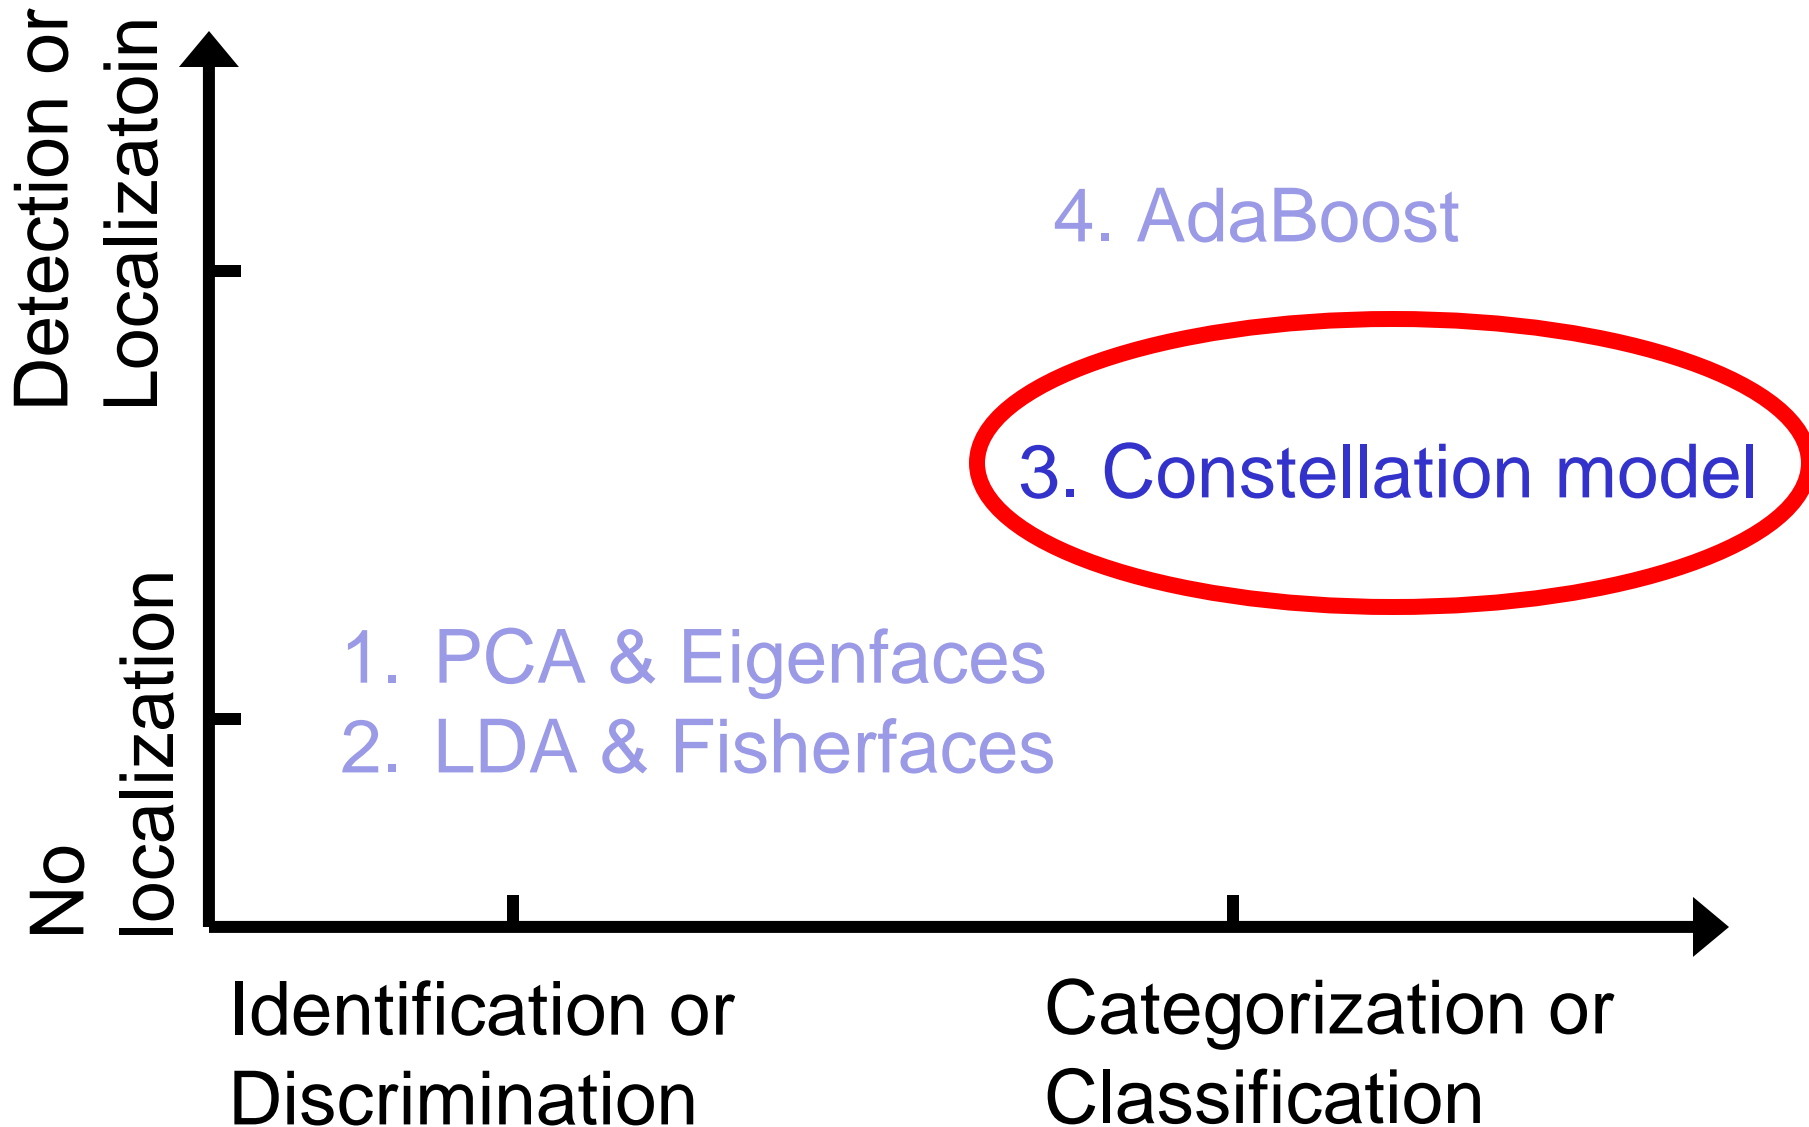 Detection or
Localizatoin
4. AdaBoost
3. Constellation model
No
localization
1. PCA & Eigenfaces
2. LDA & Fisherfaces
Identification or
Discrimination
Categorization or
Classification